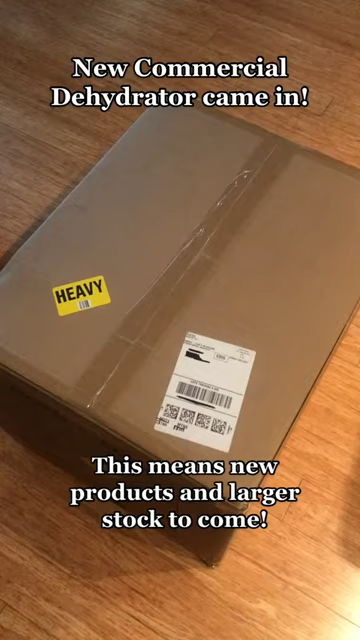 New Commercial
Dehydrator came in!
HEAVY
This means new
products and larger
stock to come!